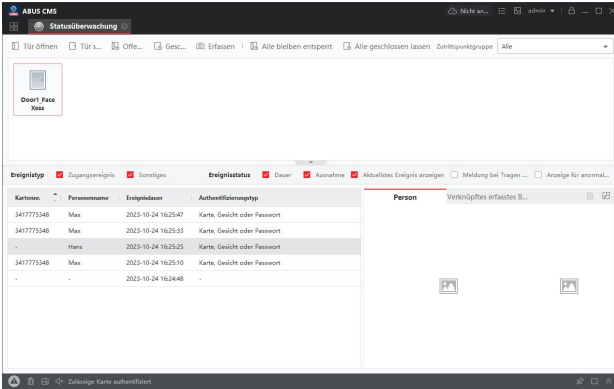 ABUS CMS
Nicht an... admin
Statusüberwachung
Tür öffnen Tür s... Offe... Gesc... Erfassen Alle bleiben entsperrt Alle geschlossen lassen Zutrittspunktgruppe Alle
Door1_Face
Xess
Ereignistyp Zugangsereignis Sonstiges Ereignisstatus Dauer Ausnahme Aktuellstes Ereignis anzeigen Meldung bei Tragen ... Anzeige für anormal...
Kartennr. Personenname Ereignisdauer Authentifizierungstyp
Person Verknüpftes erfasstes B...
3417775348 Max 2023-10-24 16:25:47 Karte, Gesicht oder Passwort
3417775348 Max 2023-10-24 16:25:33 Karte, Gesicht oder Passwort
- Hans 2023-10-24 16:25:25 Karte, Gesicht oder Passwort
3417775348 Max 2023-10-24 16:25:10 Karte, Gesicht oder Passwort
- - 2023-10-24 16:24:48 -
Zulässige Karte authentifiziert